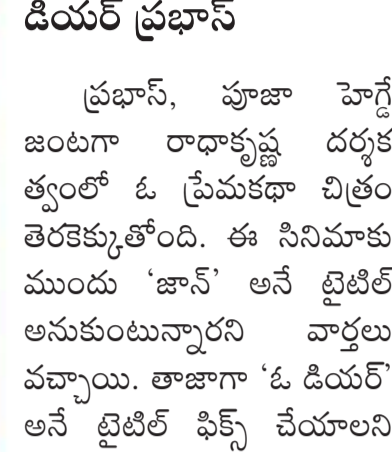 డియర్ ప్రభాస్
ప్రభాస్, పూజా హెగ్డే
జంటగా రాధాకృష్ణ దర్శక
త్వంలో ఓ ప్రేమకథా చిత్రం
తెరకెక్కుతోంది. ఈ సినిమాకు
ముందు ‘జాన్’ అనే టైటిల్
అనుకుంటున్నారని వార్తలు
వచ్చాయి. తాజాగా ‘ఓ డియర్’
అనే టైటిల్ ఫిక్స్ చేయాలని